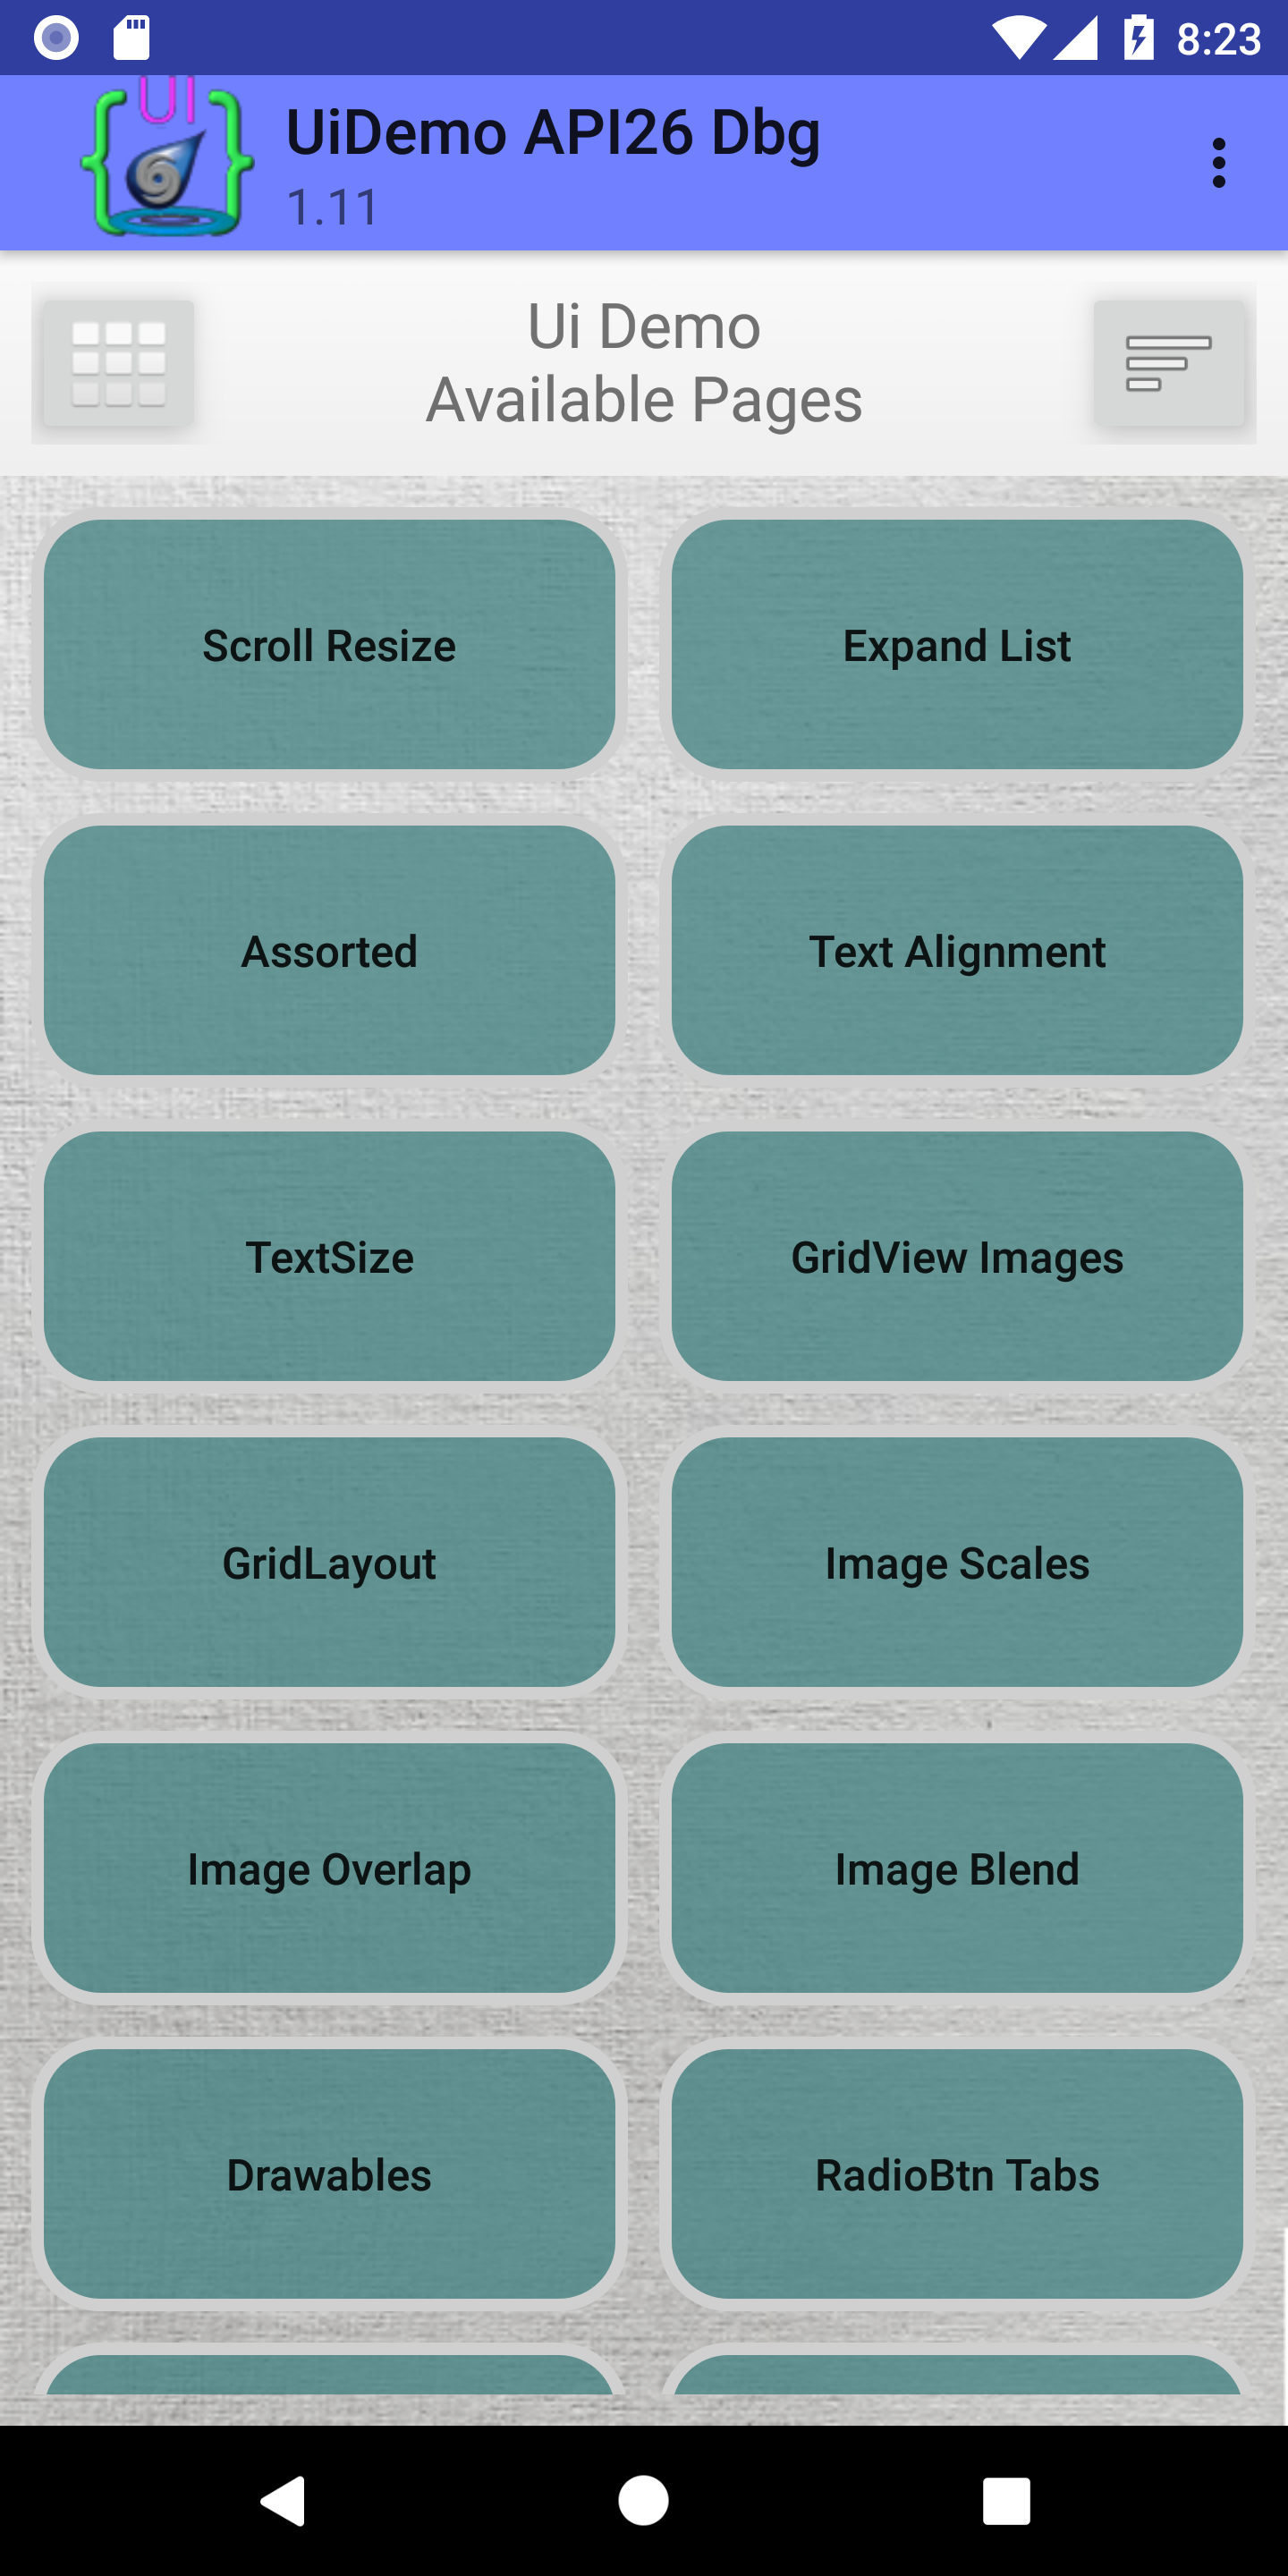 8:23
UI
UiDemo API26 Dbg
1.11
Ui Demo
Available Pages
Scroll Resize
Expand List
Assorted
Text Alignment
TextSize
GridView Images
GridLayout
Image Scales
Image Overlap
Image Blend
Drawables
RadioBtn Tabs